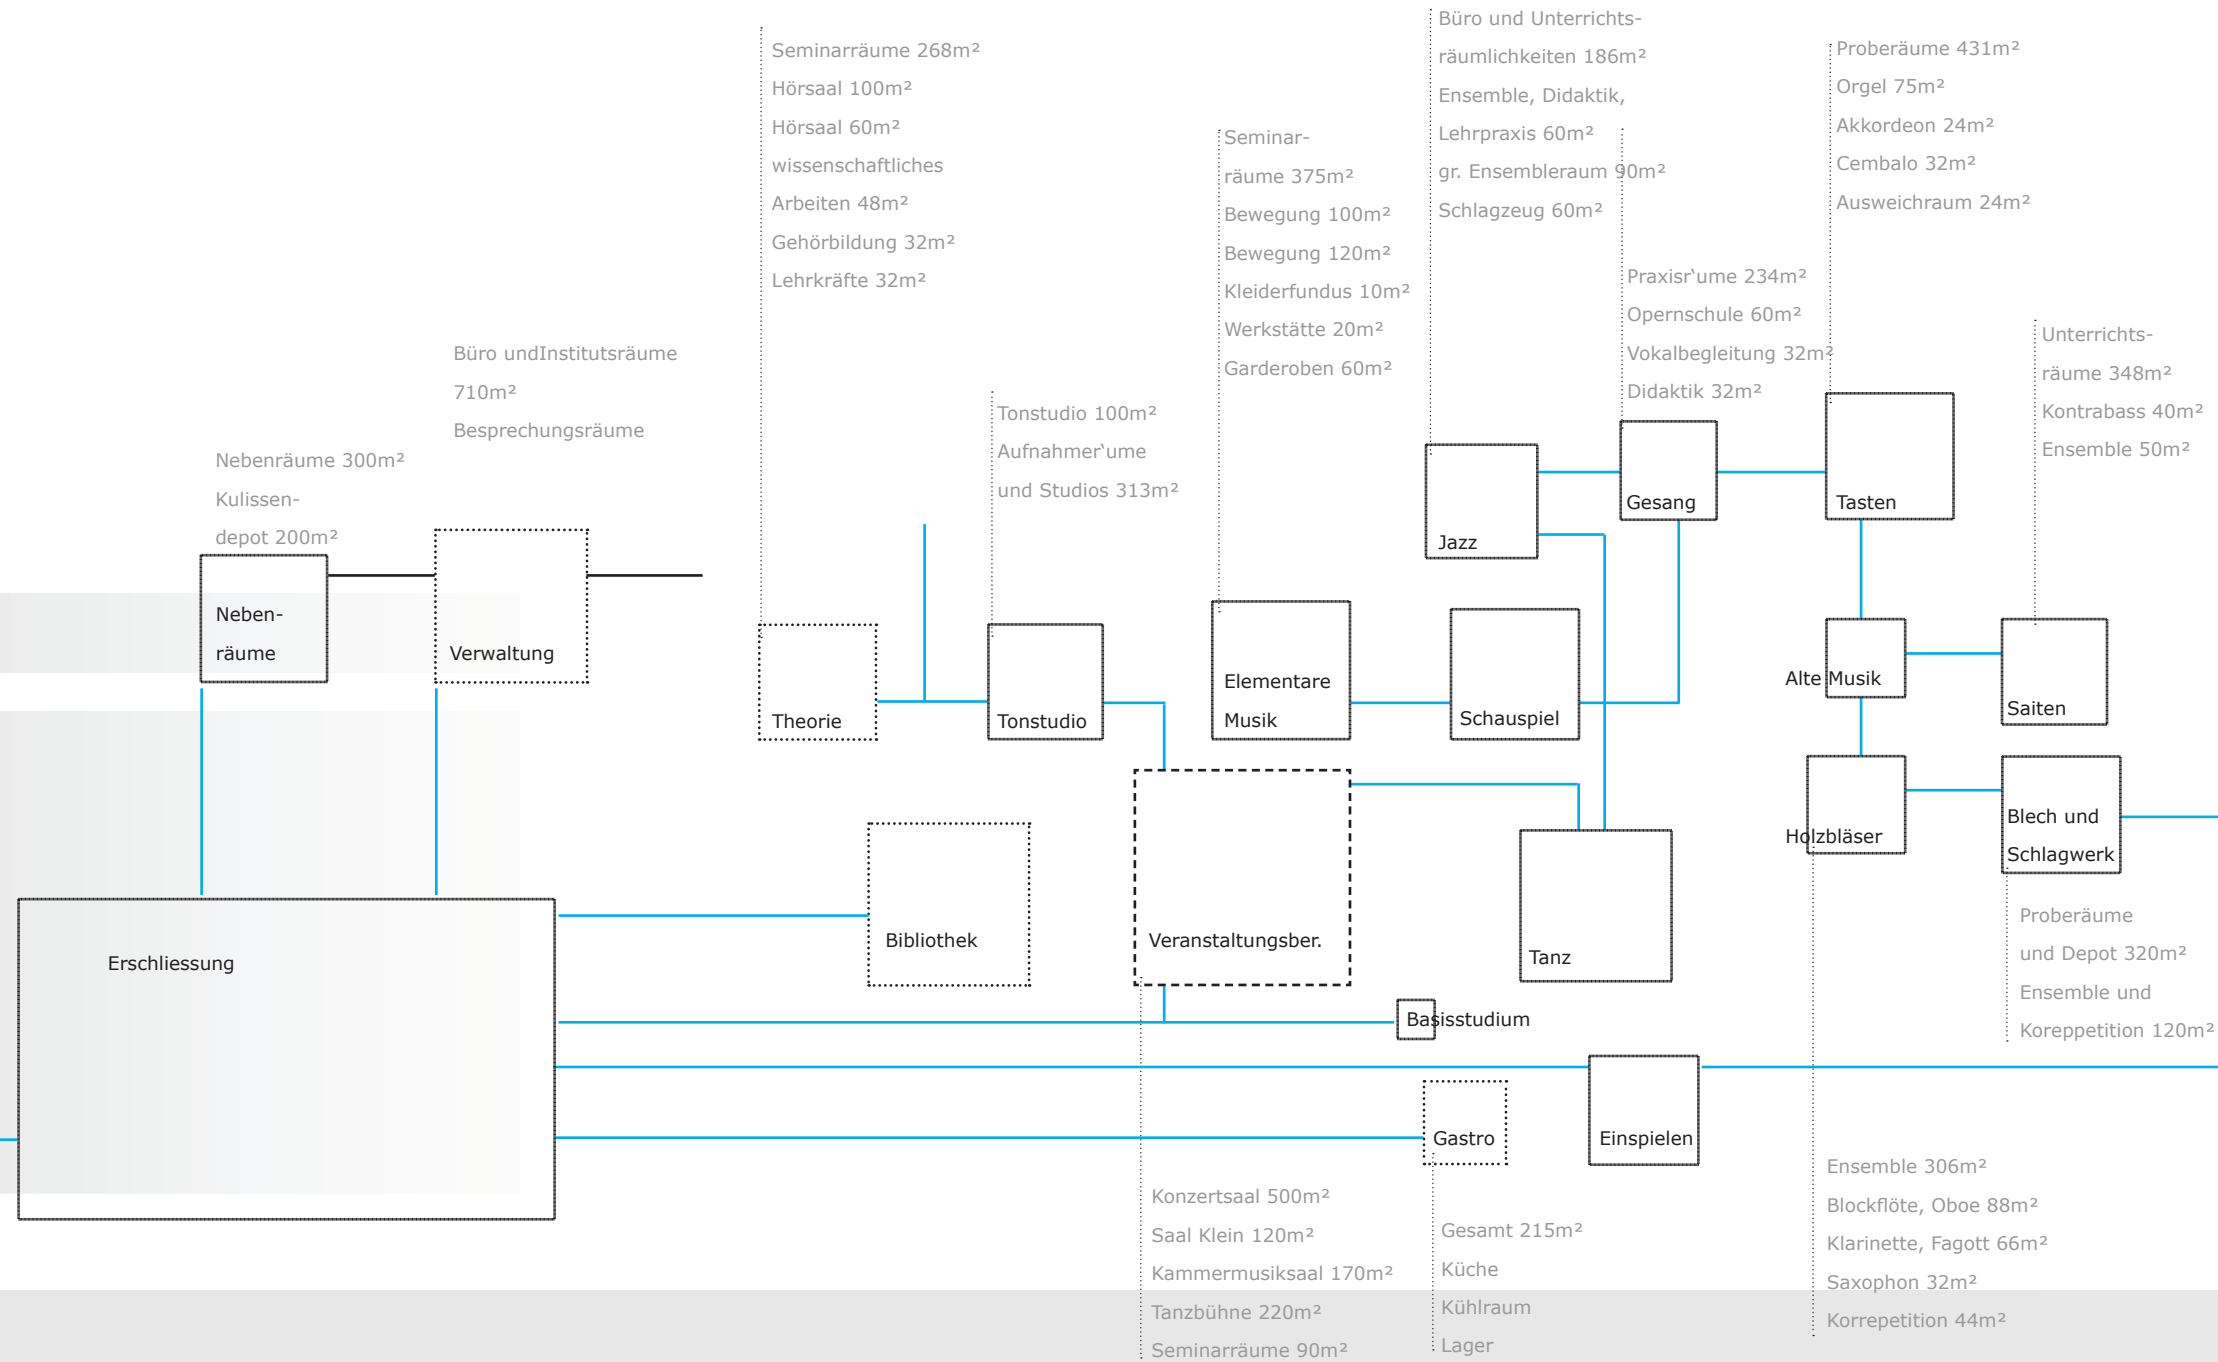 Seminarräume 268m²
Hörsaal 100m²
Hörsaal 60m²
wissenschaftliches
Arbeiten 48m²
Gehörbildung 32m²
Lehrkräfte 32m²
Büro und Unterrichts-
räumlichkeiten 186m²
Ensemble, Didaktik,
Lehrpraxis 60m²
gr. Ensembleraum 90m²
Schlagzeug 60m²
Proberäume 431m²
Orgel 75m²
Akkordeon 24m²
Cembalo 32m²
Ausweichraum 24m²
Seminar-
räume 375m²
Bewegung 100m²
Bewegung 120m²
Kleiderfundus 10m²
Werkstätte 20m²
Garderoben 60m²
Praxisr‘ume 234m²
Opernschule 60m²
Vokalbegleitung 32m²
Didaktik 32m²
Unterrichts-
räume 348m²
Kontrabass 40m²
Ensemble 50m²
Büro undInstitutsräume
710m²
Besprechungsräume
Tonstudio 100m²
Aufnahmer‘ume
und Studios 313m²
Nebenräume 300m²
Kulissen-
depot 200m²
Neben-
räume
Verwaltung
Theorie
Tonstudio
Elementare
Musik
Schauspiel
Jazz
Gesang
Tasten
Alte Musik
Saiten
Holzbläser
Blech und
Schlagwerk
Erschliessung
Bibliothek
Veranstaltungsber.
Tanz
Basisstudium
Gastro
Einspielen
Proberäume
und Depot 320m²
Ensemble und
Koreppetition 120m²
Konzertsaal 500m²
Saal Klein 120m²
Kammermusiksaal 170m²
Tanzbühne 220m²
Seminarräume 90m²
Gesamt 215m²
Küche
Kühlraum
Lager
Ensemble 306m²
Blockflöte, Oboe 88m²
Klarinette, Fagott 66m²
Saxophon 32m²
Korrepetition 44m²